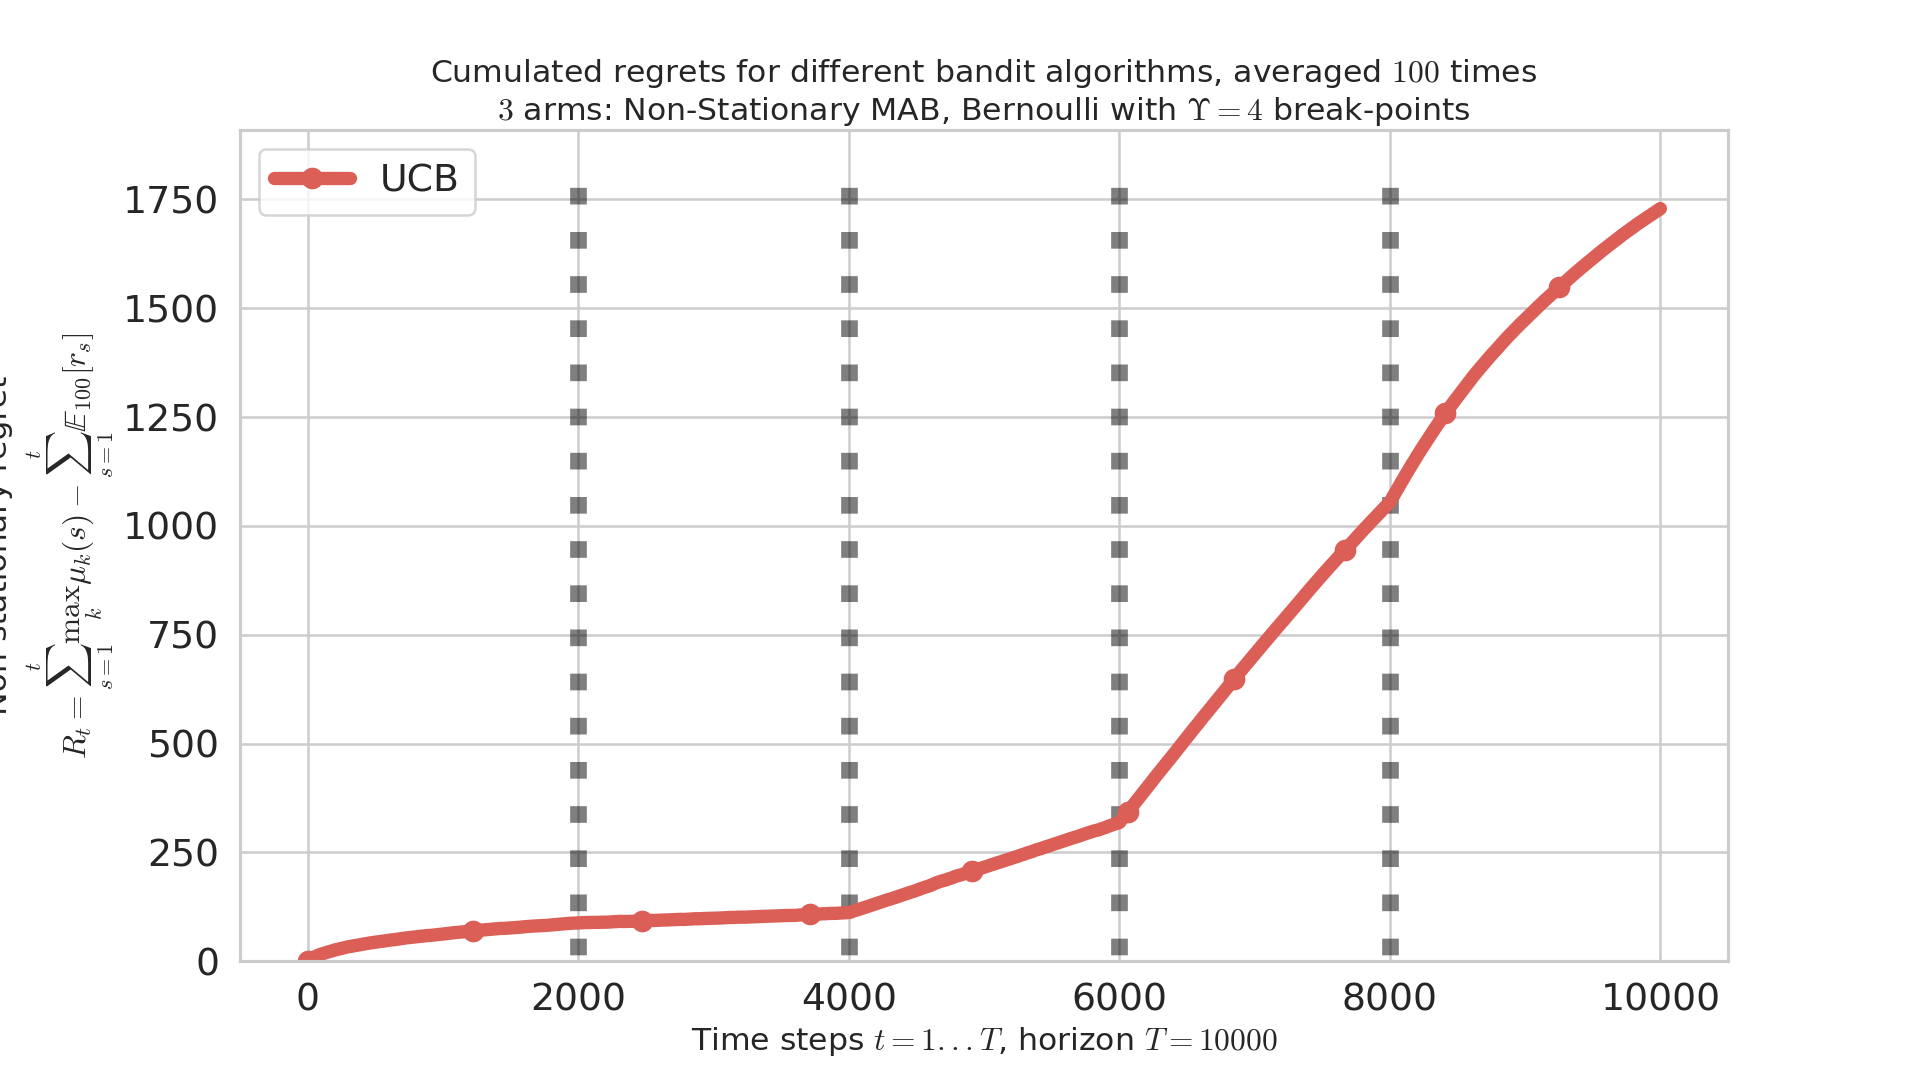 Cumulated regrets for different bandit algorithms, averaged 100 times
3 arms: Non-Stationary MAB, Bernoulli with ϒ = 4 break-points
UCB
1750
1500
1250
1000
750
500
250
0
R_t = ∑_{s=1}^{t} max_k μ_k(s) − ∑_{s=1}^{t} 𝔼_{100}[r_s]
0 2000 4000 6000 8000 10000
Time steps t = 1...T, horizon T = 10000